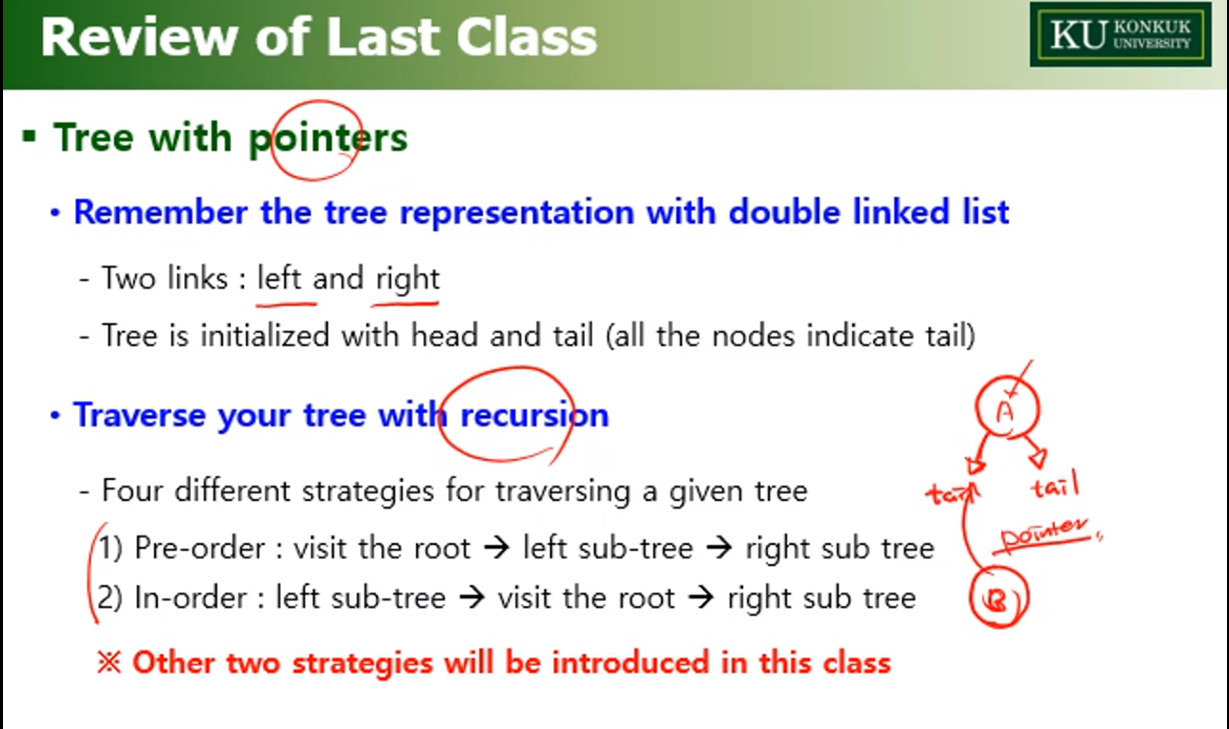 Review of Last Class
KU KONKUK
UNIVERSITY
▪ Tree with pointers
• Remember the tree representation with double linked list
- Two links : left and right
- Tree is initialized with head and tail (all the nodes indicate tail)
• Traverse your tree with recursion
A
- Four different strategies for traversing a given tree
tail tail
1) Pre-order : visit the root → left sub-tree → right sub tree
pointer
2) In-order : left sub-tree → visit the root → right sub tree
B
※ Other two strategies will be introduced in this class